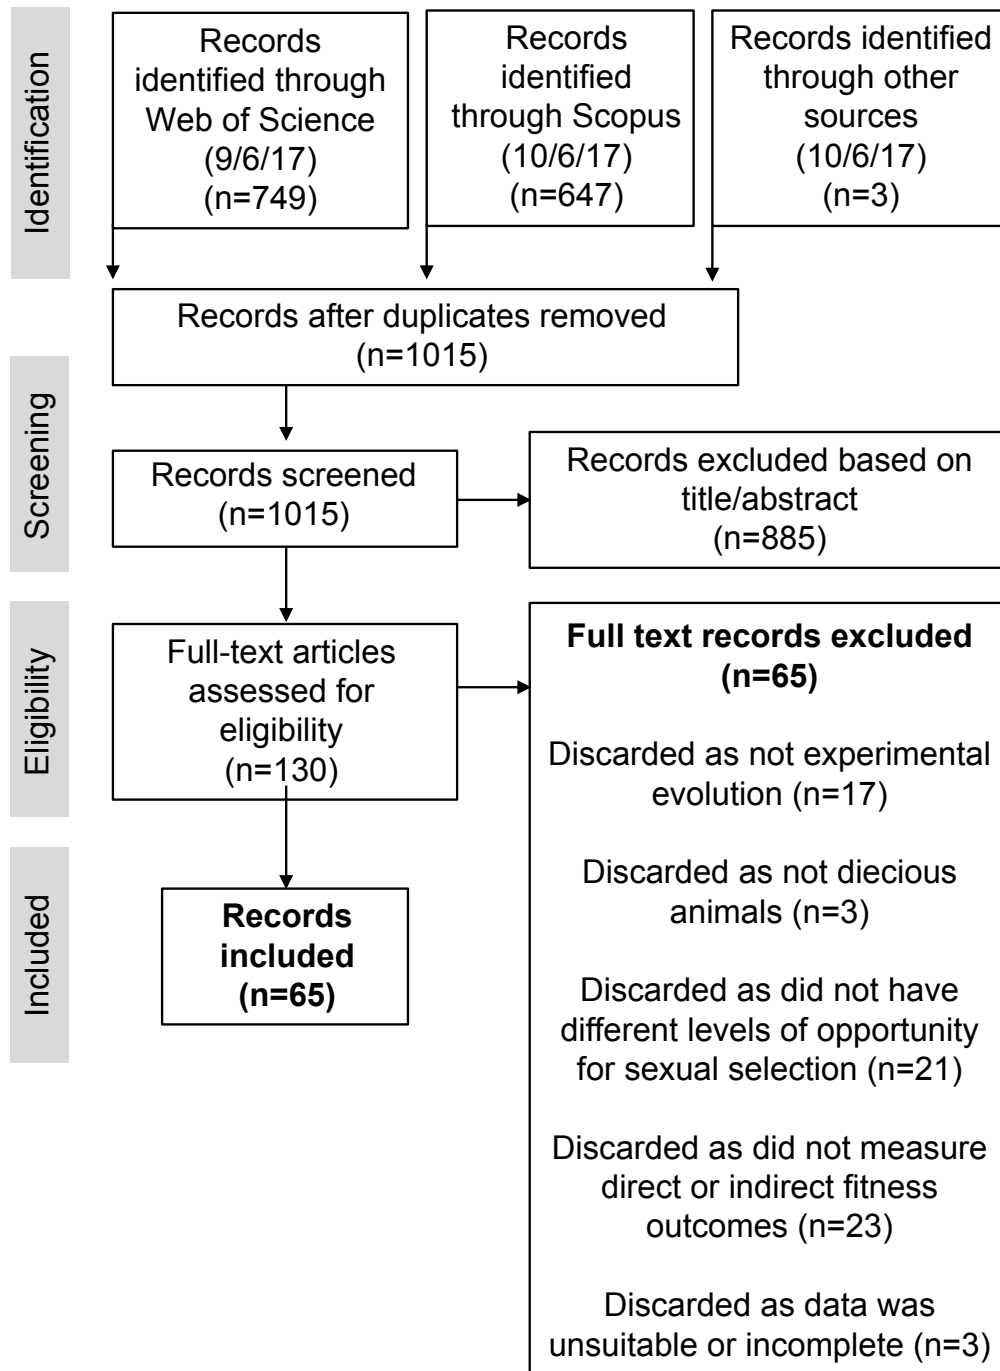 Identification
Records
identified through
Web of Science
(9/6/17)
(n=749)
Records
identified
through Scopus
(10/6/17)
(n=647)
Records identified
through other
sources
(10/6/17)
(n=3)
Records after duplicates removed
(n=1015)
Screening
Records screened
(n=1015)
Records excluded based on
title/abstract
(n=885)
Eligibility
Full-text articles
assessed for
eligibility
(n=130)
Full text records excluded
(n=65)
Discarded as not experimental
evolution (n=17)
Discarded as not diecious
animals (n=3)
Discarded as did not have
different levels of opportunity
for sexual selection (n=21)
Discarded as did not measure
direct or indirect fitness
outcomes (n=23)
Discarded as data was
unsuitable or incomplete (n=3)
Included
Records
included
(n=65)